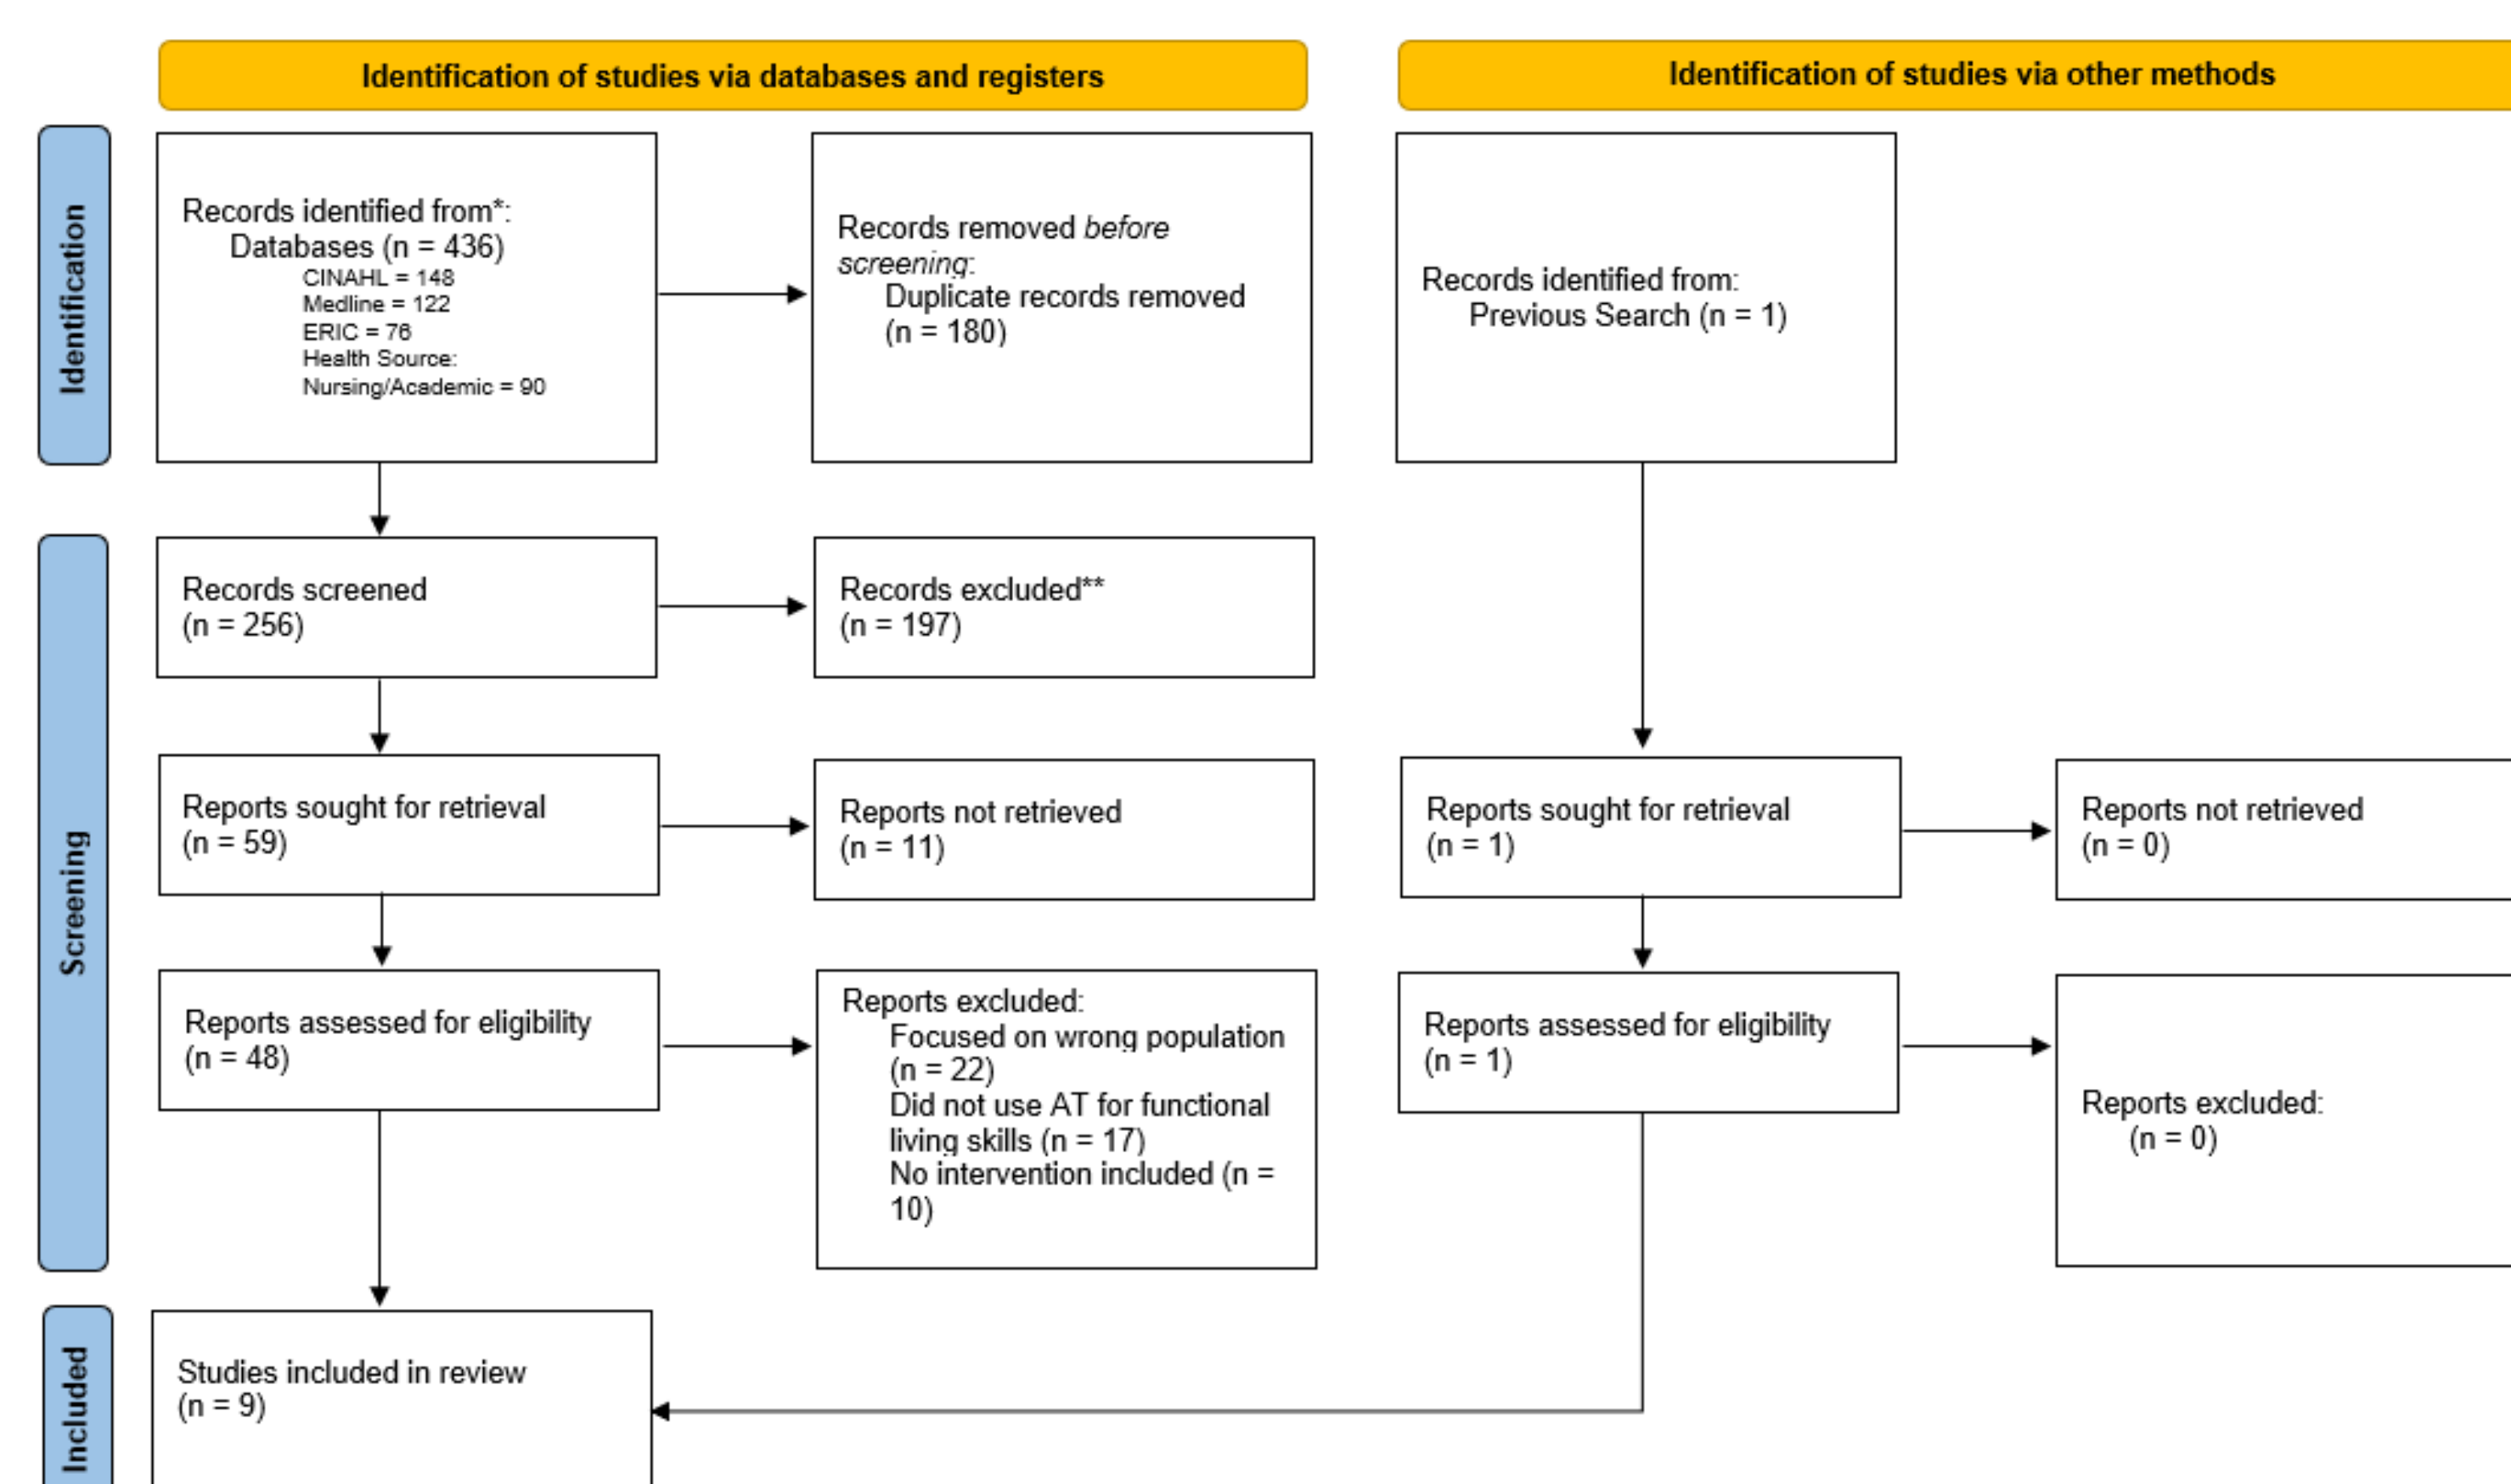 Identification of studies via databases and registers
Identification of studies via other methods
Identification
Records identified from*:
Databases (n = 436)
CINAHL = 148
Medline = 122
ERIC = 76
Health Source:
Nursing/Academic = 90
Records removed before
screening:
Duplicate records removed
(n = 180)
Records identified from:
Previous Search (n = 1)
Screening
Records screened
(n = 256)
Records excluded**
(n = 197)
Reports sought for retrieval
(n = 59)
Reports not retrieved
(n = 11)
Reports sought for retrieval
(n = 1)
Reports not retrieved
(n = 0)
Reports assessed for eligibility
(n = 48)
Reports excluded:
Focused on wrong population
(n = 22)
Did not use AT for functional
living skills (n = 17)
No intervention included (n =
10)
Reports assessed for eligibility
(n = 1)
Reports excluded:
(n = 0)
Included
Studies included in review
(n = 9)